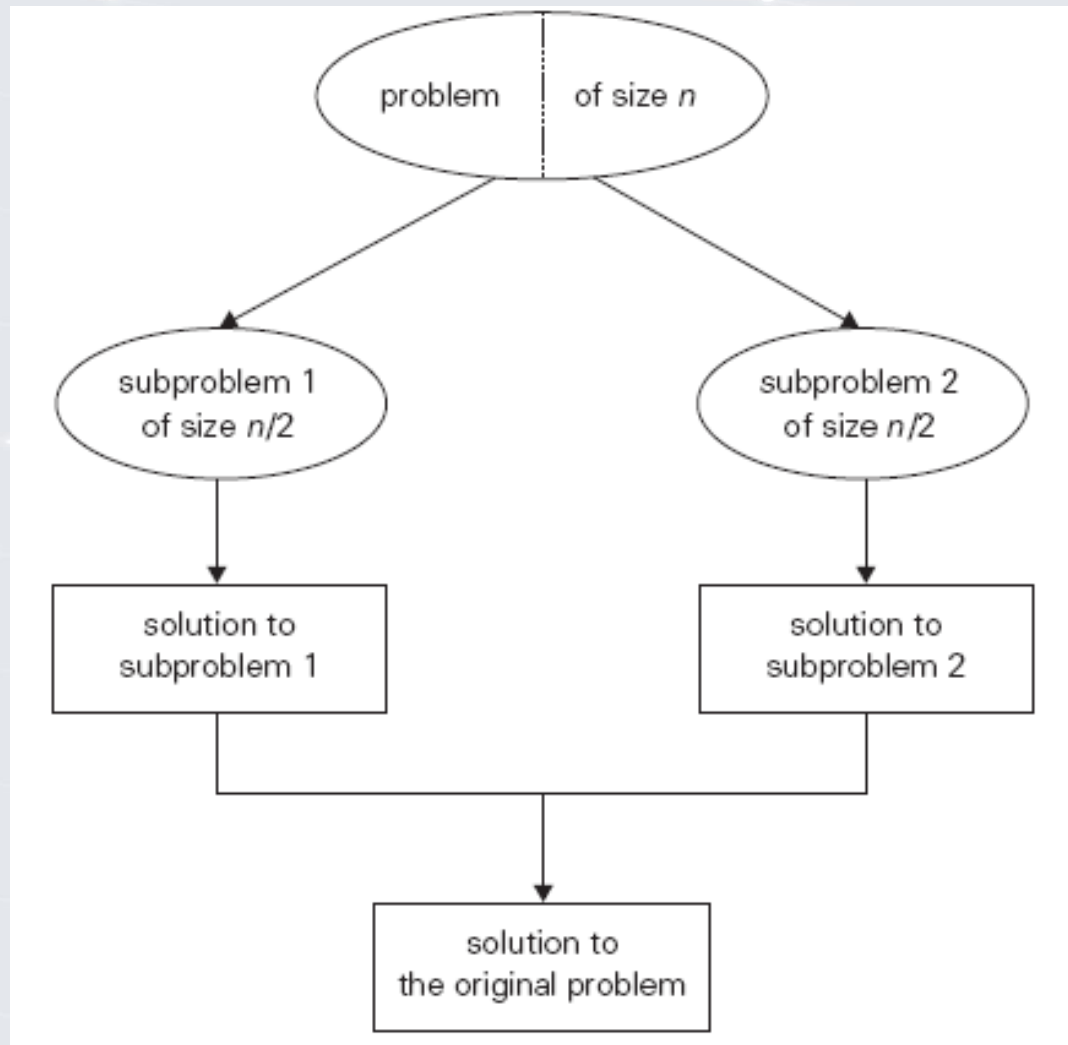 problem of size n
subproblem 1
of size n/2
subproblem 2
of size n/2
solution to
subproblem 1
solution to
subproblem 2
solution to
the original problem